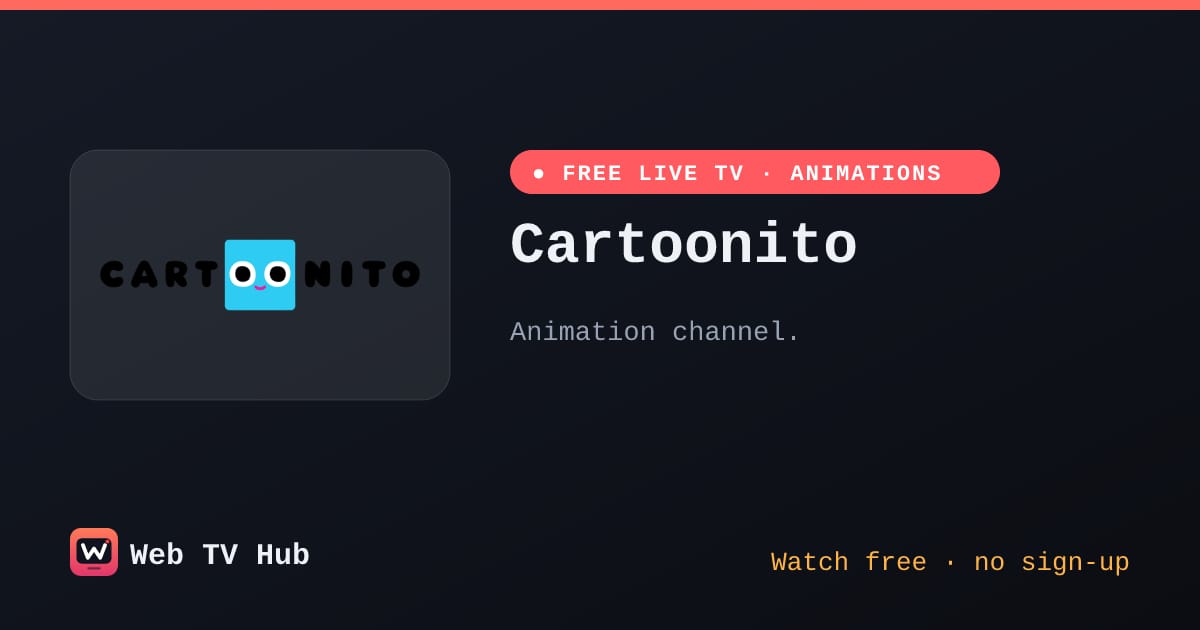 CARTOONITO
● FREE LIVE TV · ANIMATIONS
Cartoonito
Animation channel.
W
Web TV Hub
Watch free · no sign-up